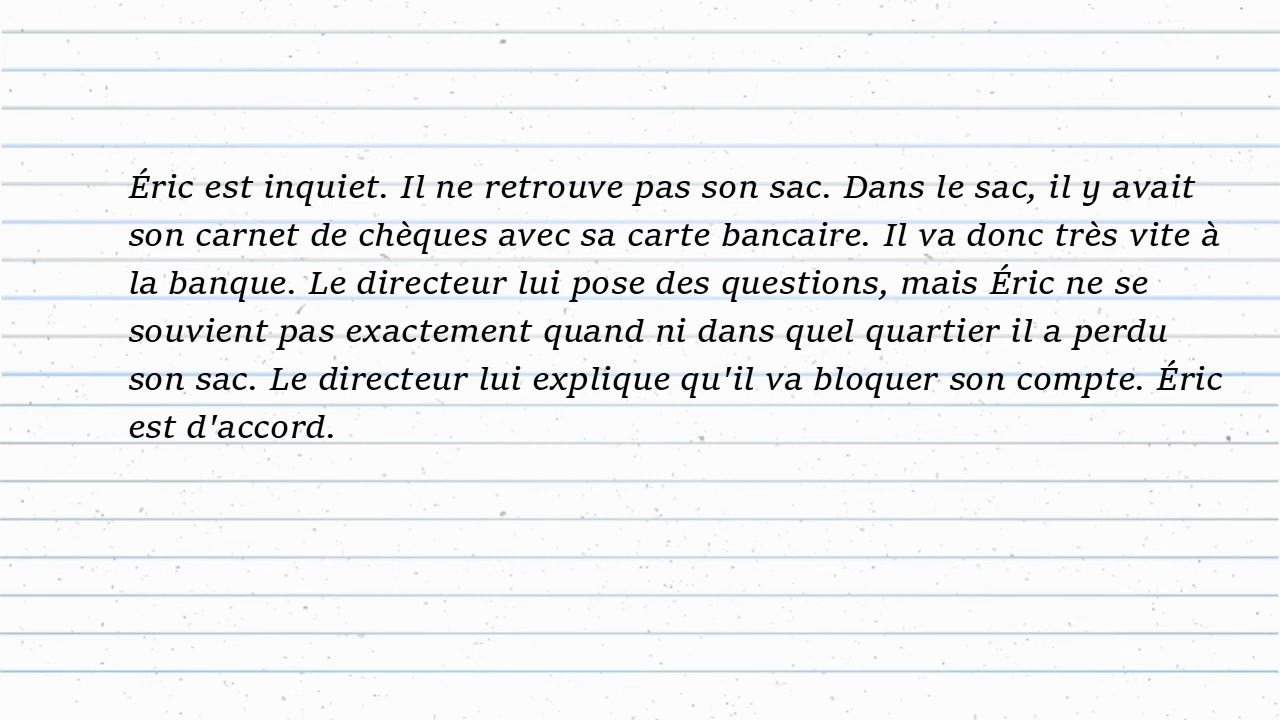 Éric est inquiet. Il ne retrouve pas son sac. Dans le sac, il y avait
son carnet de chèques avec sa carte bancaire. Il va donc très vite à
la banque. Le directeur lui pose des questions, mais Éric ne se
souvient pas exactement quand ni dans quel quartier il a perdu
son sac. Le directeur lui explique qu'il va bloquer son compte. Éric
est d'accord.